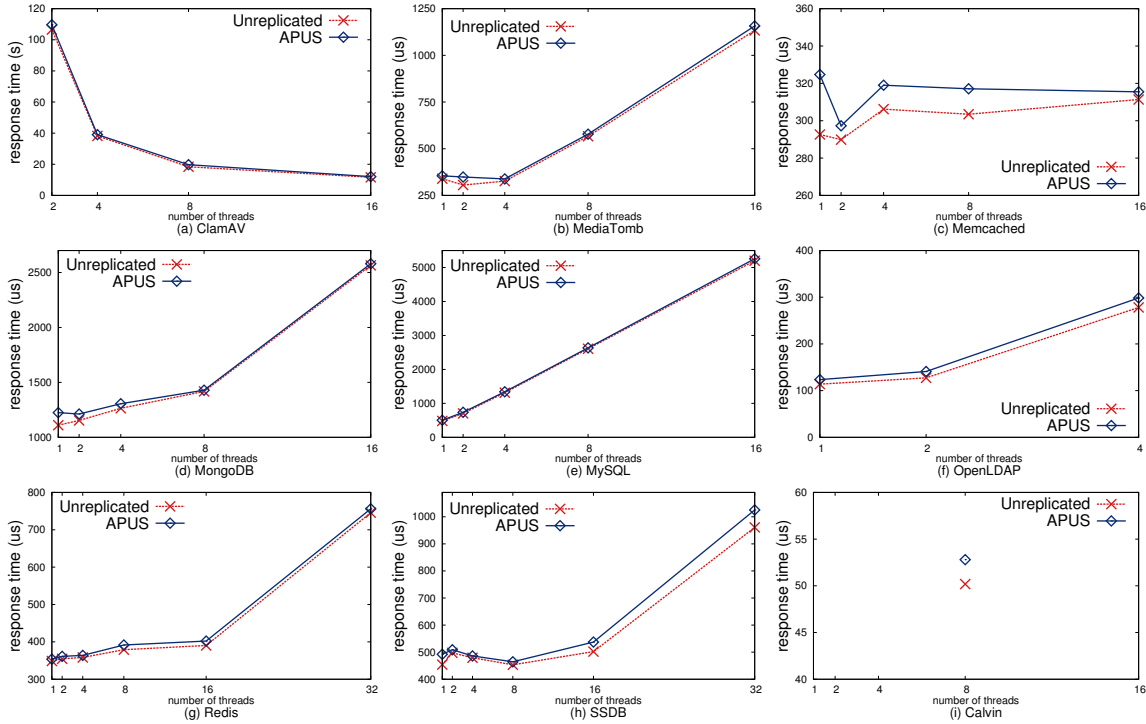 120
100
80
60
40
20
0
response time (s)
Unreplicated
APUS
2 4 8 16
number of threads
(a) ClamAV
1250
1000
750
500
250
response time (us)
Unreplicated
APUS
1 2 4 8 16
number of threads
(b) MediaTomb
360
340
320
300
280
260
response time (us)
Unreplicated
APUS
1 2 4 8 16
number of threads
(c) Memcached
2500
2000
1500
1000
response time (us)
Unreplicated
APUS
1 2 4 8 16
number of threads
(d) MongoDB
5000
4000
3000
2000
1000
0
response time (us)
Unreplicated
APUS
1 2 4 8 16
number of threads
(e) MySQL
400
300
200
100
0
response time (us)
Unreplicated
APUS
1 2 4
number of threads
(f) OpenLDAP
800
700
600
500
400
300
response time (us)
Unreplicated
APUS
1 2 4 8 16 32
number of threads
(g) Redis
1000
900
800
700
600
500
400
response time (us)
Unreplicated
APUS
1 2 4 8 16 32
number of threads
(h) SSDB
60
55
50
45
40
response time (us)
Unreplicated
APUS
1 2 4 8 16
number of threads
(i) Calvin